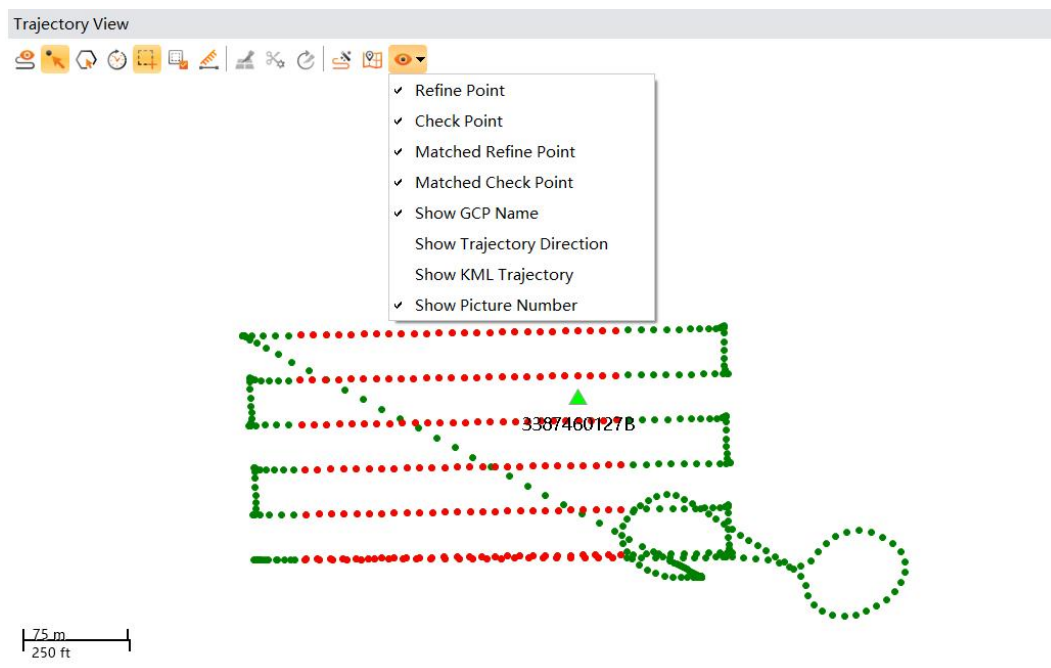 Trajectory View
Refine Point
Check Point
Matched Refine Point
Matched Check Point
Show GCP Name
Show Trajectory Direction
Show KML Trajectory
Show Picture Number
3387460127B
75 m
250 ft